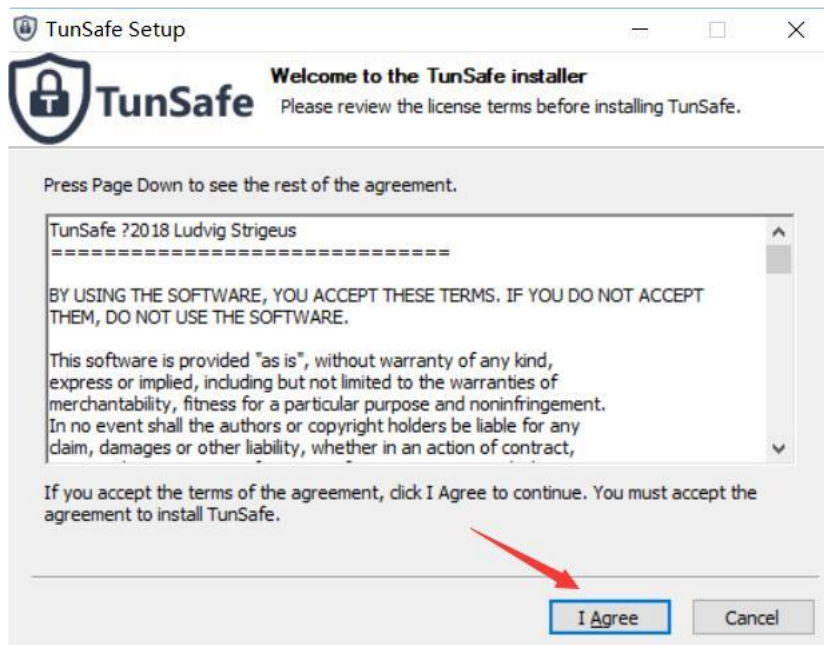 TunSafe Setup
TunSafe
Welcome to the TunSafe installer
Please review the license terms before installing TunSafe.
Press Page Down to see the rest of the agreement.
TunSafe ?2018 Ludvig Strigeus
==============================
BY USING THE SOFTWARE, YOU ACCEPT THESE TERMS. IF YOU DO NOT ACCEPT
THEM, DO NOT USE THE SOFTWARE.
This software is provided "as is", without warranty of any kind,
express or implied, including but not limited to the warranties of
merchantability, fitness for a particular purpose and noninfringement.
In no event shall the authors or copyright holders be liable for any
claim, damages or other liability, whether in an action of contract,
If you accept the terms of the agreement, click I Agree to continue. You must accept the
agreement to install TunSafe.
I Agree
Cancel